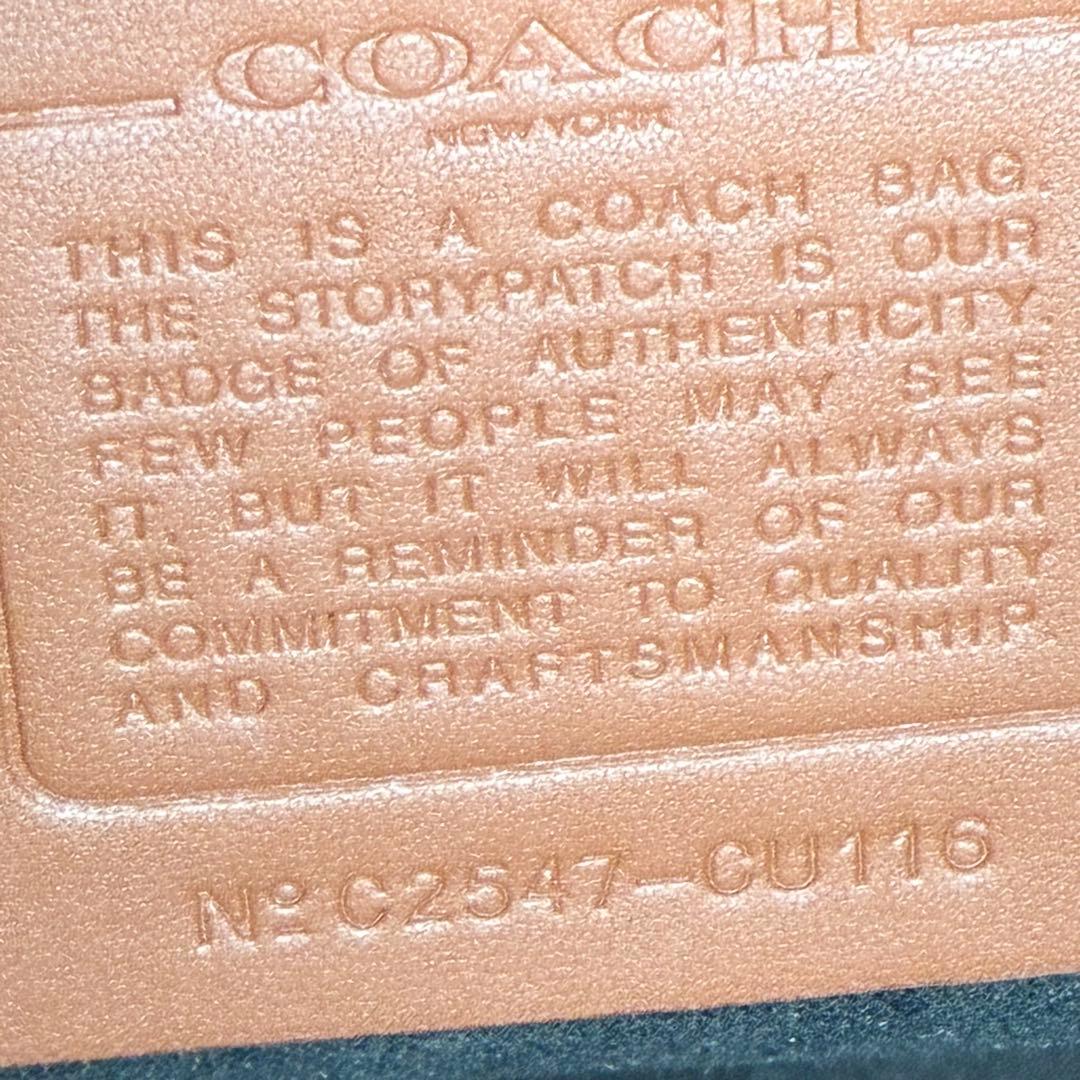 COACH
NEW YORK
THIS IS A COACH BAG.
THE STORYPATCH IS OUR
BADGE OF AUTHENTICITY.
FEW PEOPLE MAY SEE
IT, BUT IT WILL ALWAYS
BE A REMINDER OF OUR
COMMITMENT TO QUALITY
AND CRAFTSMANSHIP
Nº C2547-CU116